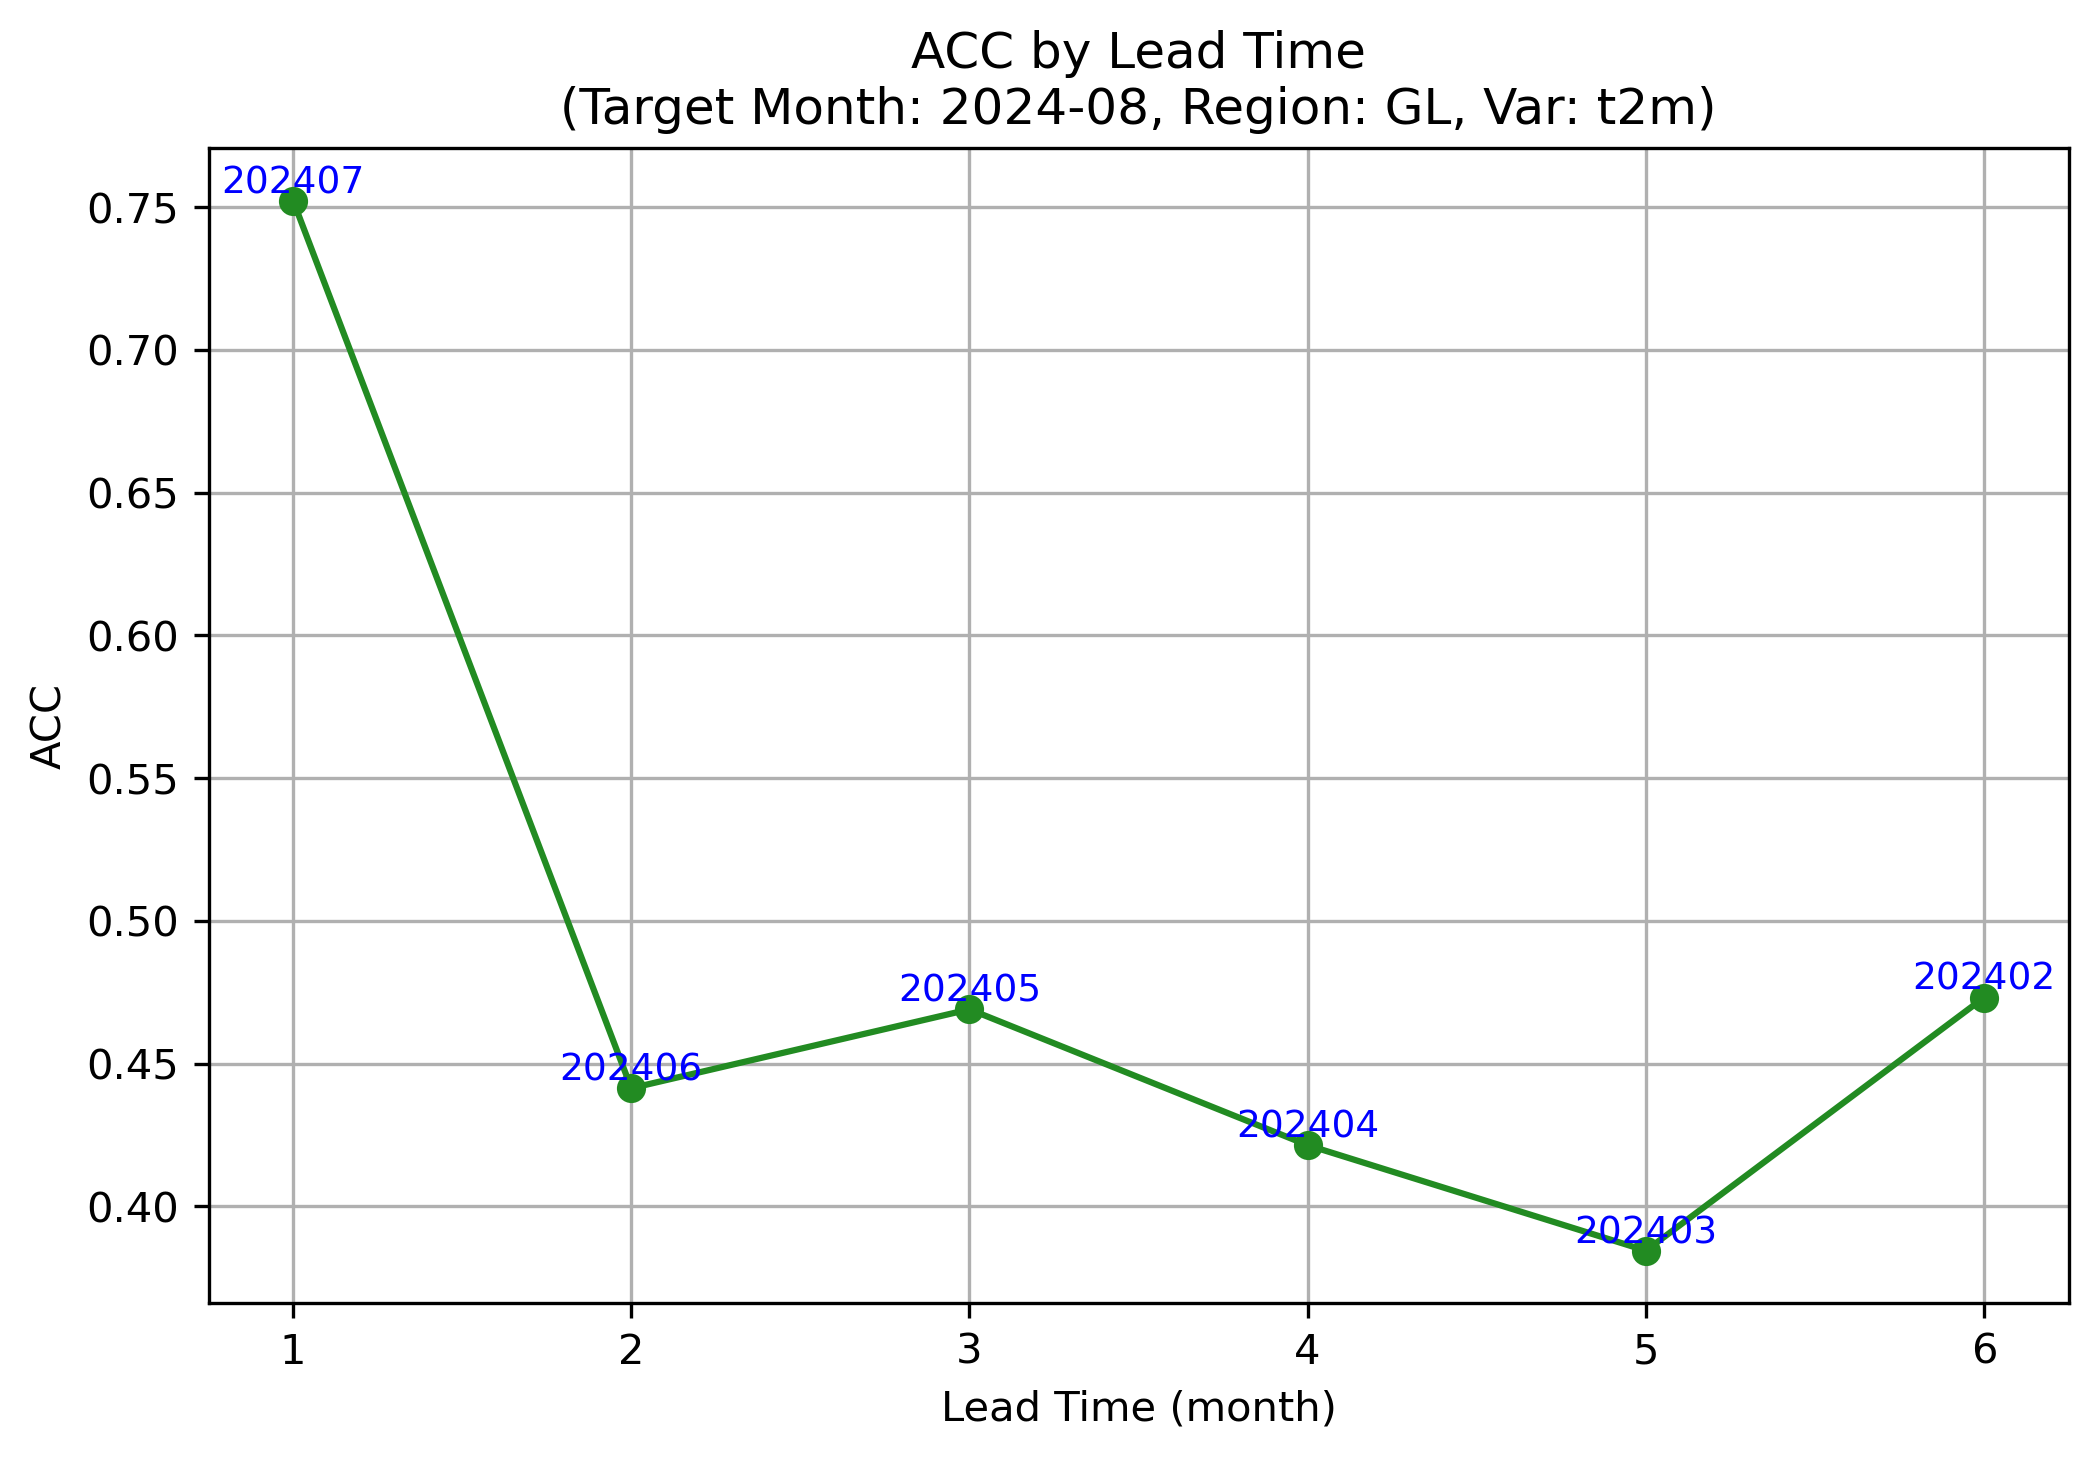 ACC by Lead Time
(Target Month: 2024-08, Region: GL, Var: t2m)
ACC
0.75
0.70
0.65
0.60
0.55
0.50
0.45
0.40
202407
202406
202405
202404
202403
202402
1 2 3 4 5 6
Lead Time (month)